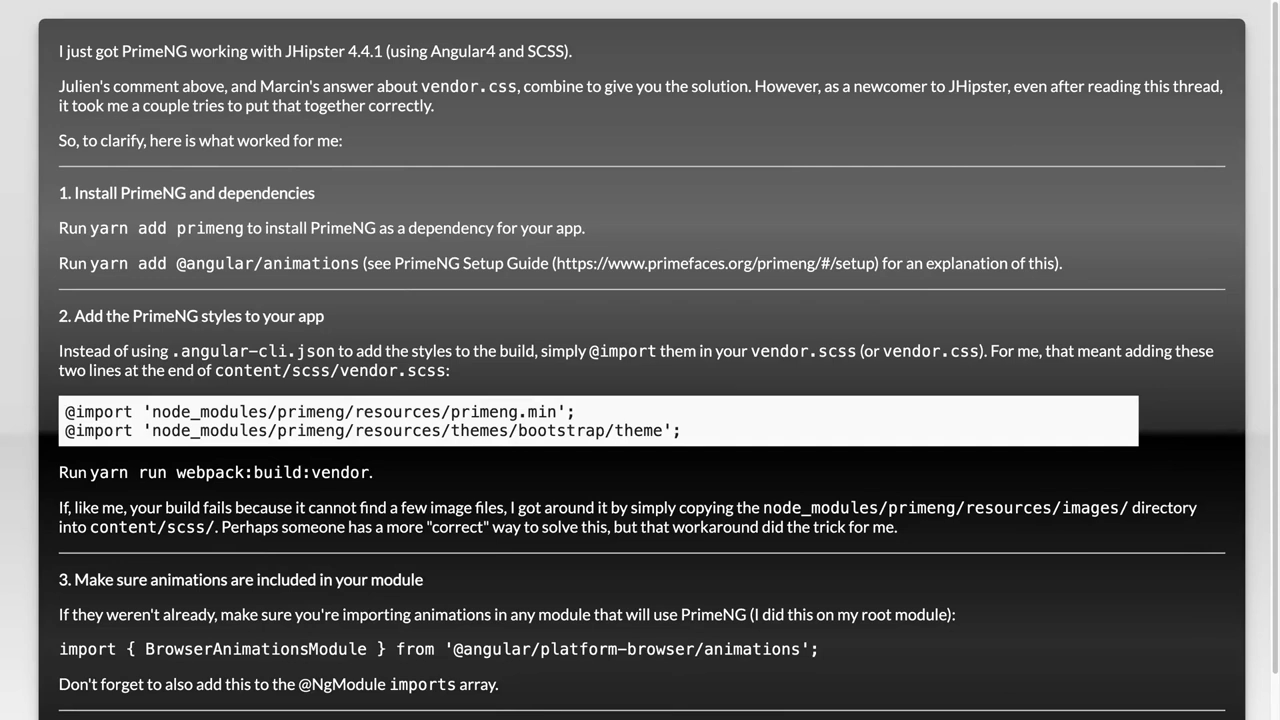 I just got PrimeNG working with JHipster 4.4.1 (using Angular4 and SCSS).
Julien's comment above, and Marcin's answer about vendor.css, combine to give you the solution. However, as a newcomer to JHipster, even after reading this thread,
it took me a couple tries to put that together correctly.
So, to clarify, here is what worked for me:
1. Install PrimeNG and dependencies
Run yarn add primeng to install PrimeNG as a dependency for your app.
Run yarn add @angular/animations (see PrimeNG Setup Guide (https://www.primefaces.org/primeng/#/setup) for an explanation of this).
2. Add the PrimeNG styles to your app
Instead of using .angular-cli.json to add the styles to the build, simply @import them in your vendor.scss (or vendor.css). For me, that meant adding these
two lines at the end of content/scss/vendor.scss:
@import 'node_modules/primeng/resources/primeng.min';
@import 'node_modules/primeng/resources/themes/bootstrap/theme';
Run yarn run webpack:build:vendor.
If, like me, your build fails because it cannot find a few image files, I got around it by simply copying the node_modules/primeng/resources/images/ directory
into content/scss/. Perhaps someone has a more "correct" way to solve this, but that workaround did the trick for me.
3. Make sure animations are included in your module
If they weren't already, make sure you're importing animations in any module that will use PrimeNG (I did this on my root module):
import { BrowserAnimationsModule } from '@angular/platform-browser/animations';
Don't forget to also add this to the @NgModule imports array.